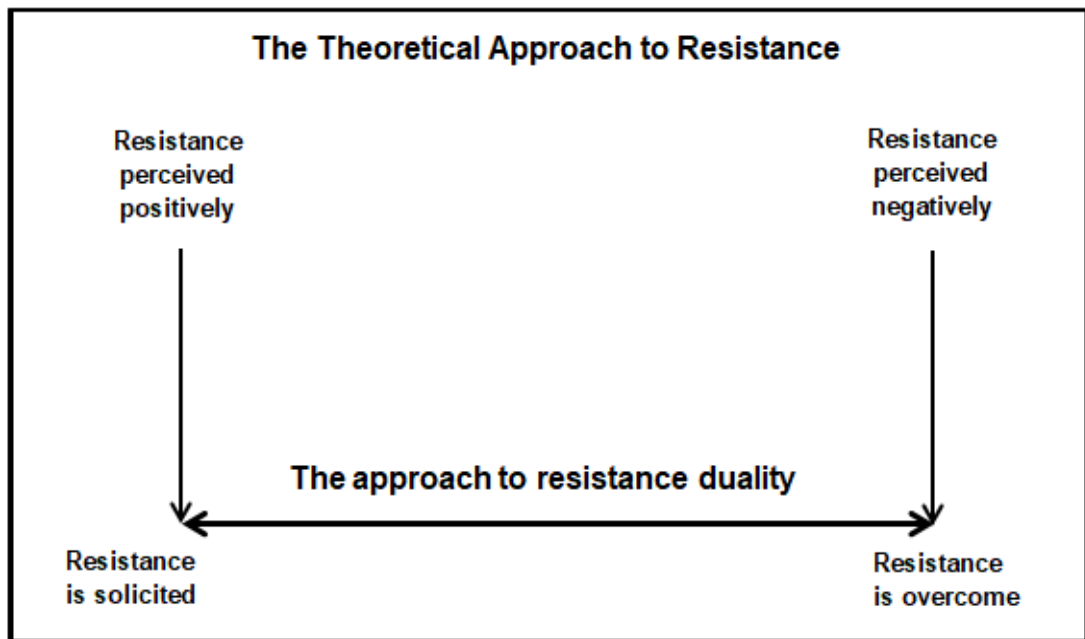 The Theoretical Approach to Resistance
Resistance
perceived
positively
Resistance
perceived
negatively
The approach to resistance duality
Resistance
is solicited
Resistance
is overcome